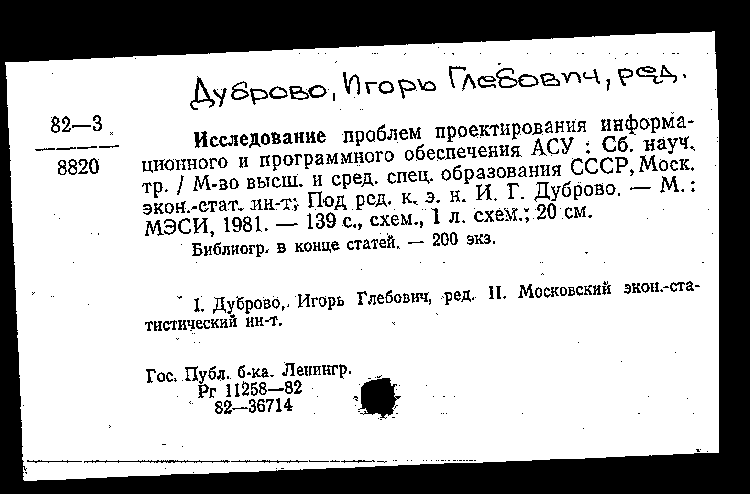 Дуброво, Игорь Глебович, ред.
82—3
8820
Исследование проблем проектирования информа-
ционного и программного обеспечения АСУ : Сб. науч.
тр. / М-во высш. и сред. спец. образования СССР, Моск.
экон.-стат. ин-т; Под ред. к. э. н. И. Г. Дуброво. — М. :
МЭСИ, 1981. — 139 с., схем., 1 л. схем.; 20 см.
Библиогр. в конце статей. — 200 экз.
I. Дуброво, Игорь Глебович, ред. II. Московский экон.-ста-
тистический ин-т.
Гос. Публ. б-ка. Ленингр.
Рг 11258—82
82—36714